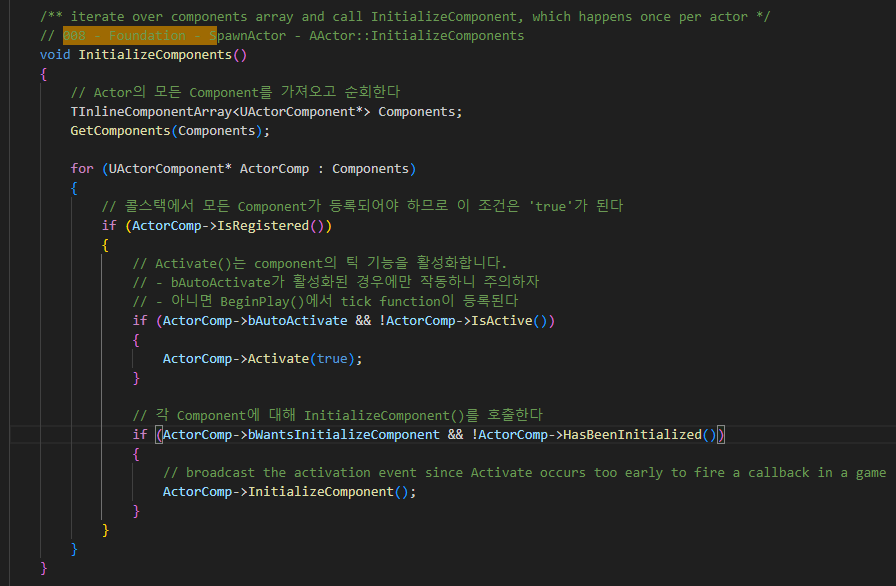 /** iterate over components array and call InitializeComponent, which happens once per actor */
// 008 - Foundation - SpawnActor - AActor::InitializeComponents
void InitializeComponents()
{
// Actor의 모든 Component를 가져오고 순회한다
TInlineComponentArray<UActorComponent*> Components;
GetComponents(Components);
for (UActorComponent* ActorComp : Components)
{
// 콜스택에서 모든 Component가 등록되어야 하므로 이 조건은 'true'가 된다
if (ActorComp->IsRegistered())
{
// Activate()는 component의 틱 기능을 활성화합니다.
// - bAutoActivate가 활성화된 경우에만 작동하니 주의하자
// - 아니면 BeginPlay()에서 tick function이 등록된다
if (ActorComp->bAutoActivate && !ActorComp->IsActive())
{
ActorComp->Activate(true);
}
// 각 Component에 대해 InitializeComponent()를 호출한다
if (ActorComp->bWantsInitializeComponent && !ActorComp->HasBeenInitialized())
{
// broadcast the activation event since Activate occurs too early to fire a callback in a game
ActorComp->InitializeComponent();
}
}
}
}